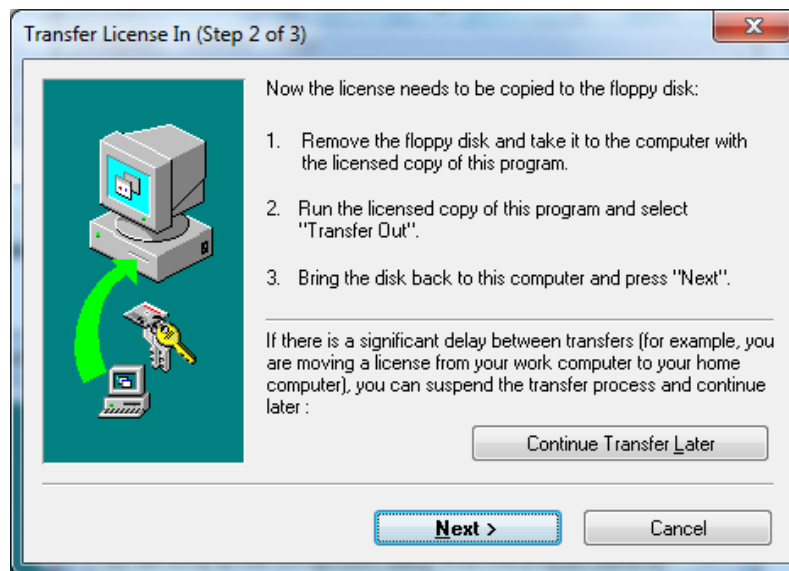 Transfer License In (Step 2 of 3)
Now the license needs to be copied to the floppy disk:
1. Remove the floppy disk and take it to the computer with
the licensed copy of this program.
2. Run the licensed copy of this program and select
"Transfer Out".
3. Bring the disk back to this computer and press "Next".
If there is a significant delay between transfers (for example, you
are moving a license from your work computer to your home
computer), you can suspend the transfer process and continue
later :
Continue Transfer Later
Next >
Cancel